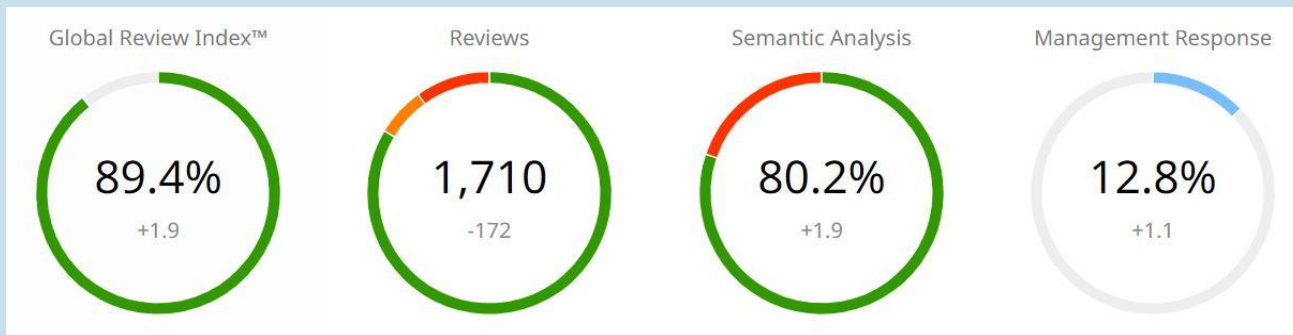 Global Review Index™
Reviews
Semantic Analysis
Management Response
89.4%
1,710
80.2%
12.8%
+1.9
-172
+1.9
+1.1